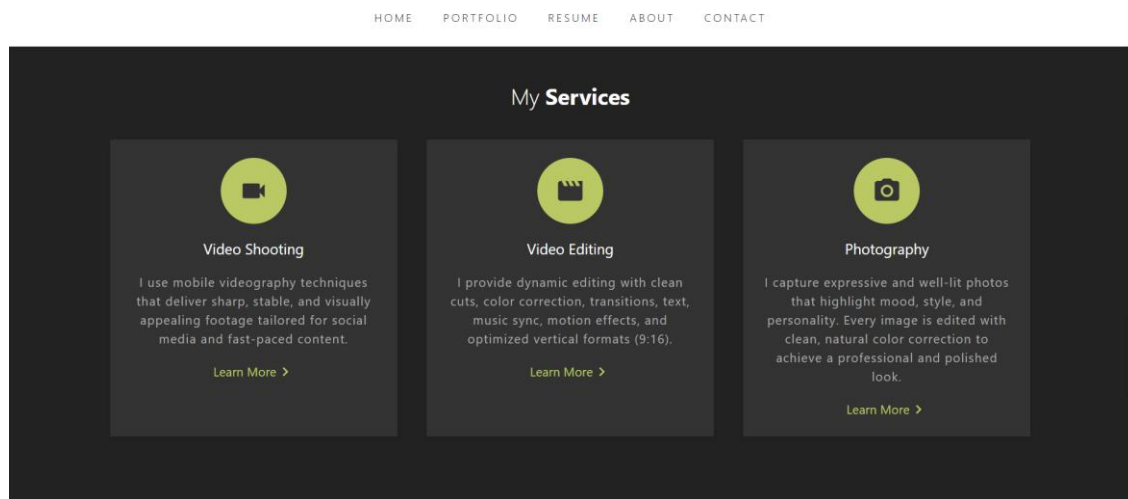 HOME PORTFOLIO RESUME ABOUT CONTACT
My Services
Video Shooting
I use mobile videography techniques
that deliver sharp, stable, and visually
appealing footage tailored for social
media and fast-paced content.
Learn More
Video Editing
I provide dynamic editing with clean
cuts, color correction, transitions, text,
music sync, motion effects, and
optimized vertical formats (9:16).
Learn More
Photography
I capture expressive and well-lit photos
that highlight mood, style, and
personality. Every image is edited with
clean, natural color correction to
achieve a professional and polished
look.
Learn More